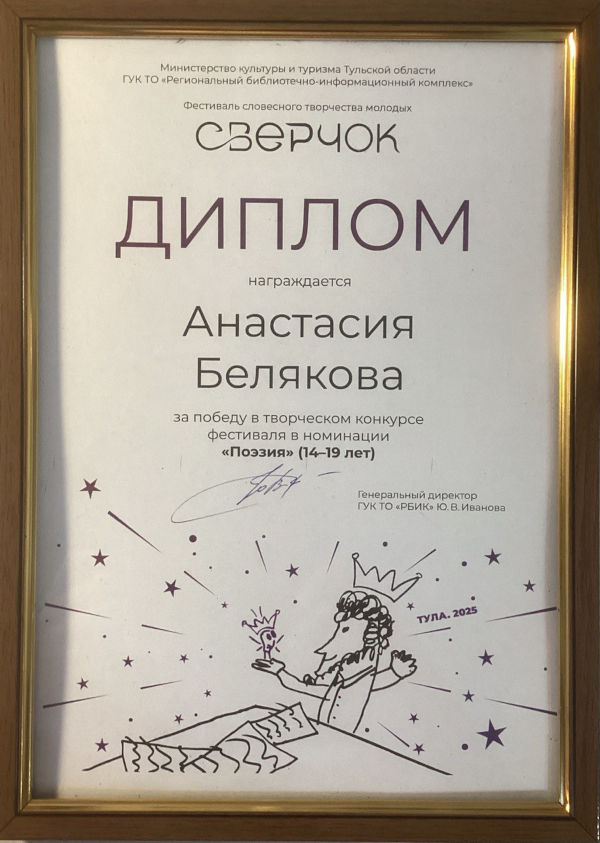 Министерство культуры и туризма Тульской области
ГУК ТО «Региональный библиотечно-информационный комплекс»
Фестиваль словесного творчества молодых
СВЕРЧОК
ДИПЛОМ
награждается
Анастасия
Белякова
за победу в творческом конкурсе
фестиваля в номинации
«Поэзия» (14–19 лет)
Генеральный директор
ГУК ТО «РБИК» Ю. В. Иванова
ТУЛА. 2025